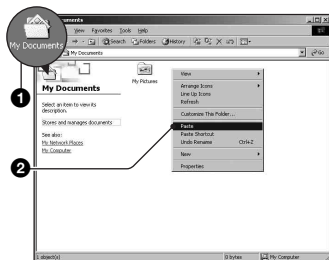 My Documents
View Favorites Tools Help
Search Folders History
My Documents
Go
My Documents
Select an item to view its
description.
Stores and manages documents
See also:
My Network Places
My Computer
My Pictures
View
Arrange Icons
Line Up Icons
Refresh
Customize This Folder...
Paste
Paste Shortcut
Undo Rename Ctrl+Z
New
Properties
1
2
1 object(s)
0 bytes
My Computer